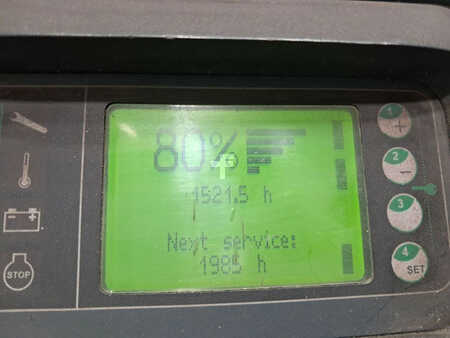 80%
1521.5 h
Next service:
1985 h
1
+
2
−
3
4
SET
STOP